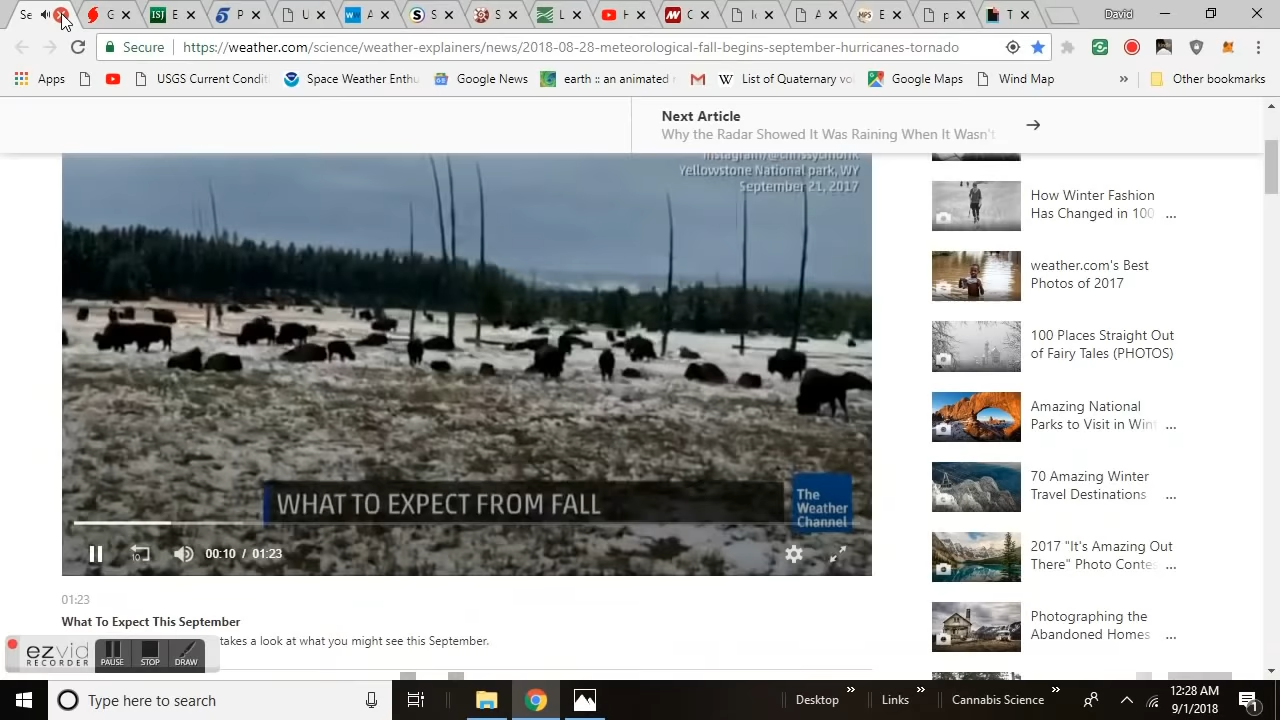 Se
David
Secure
https://weather.com/science/weather-explainers/news/2018-08-28-meteorological-fall-begins-september-hurricanes-tornado
Apps
USGS Current Condit
Space Weather Enthu
Google News
earth :: an animated
List of Quaternary vo
Google Maps
Wind Map
»
Other bookmarks
Next Article
Why the Radar Showed It Was Raining When It Wasn't
Yellowstone National park, WY
September 21, 2017
WHAT TO EXPECT FROM FALL
The
Weather
Channel
10
00:10 / 01:23
01:23
What To Expect This September
take a look at what you might see this September.
How Winter Fashion
Has Changed in 100 ...
weather.com's Best
Photos of 2017
100 Places Straight Out
of Fairy Tales (PHOTOS)
Amazing National
Parks to Visit in Wint ...
70 Amazing Winter
Travel Destinations ...
2017 "It's Amazing Out
There" Photo Conte ...
Photographing the
Abandoned Homes ...
ezvid
RECORDER
PAUSE
STOP
DRAW
Type here to search
Desktop »
Links »
Cannabis Science »
12:28 AM
9/1/2018
1